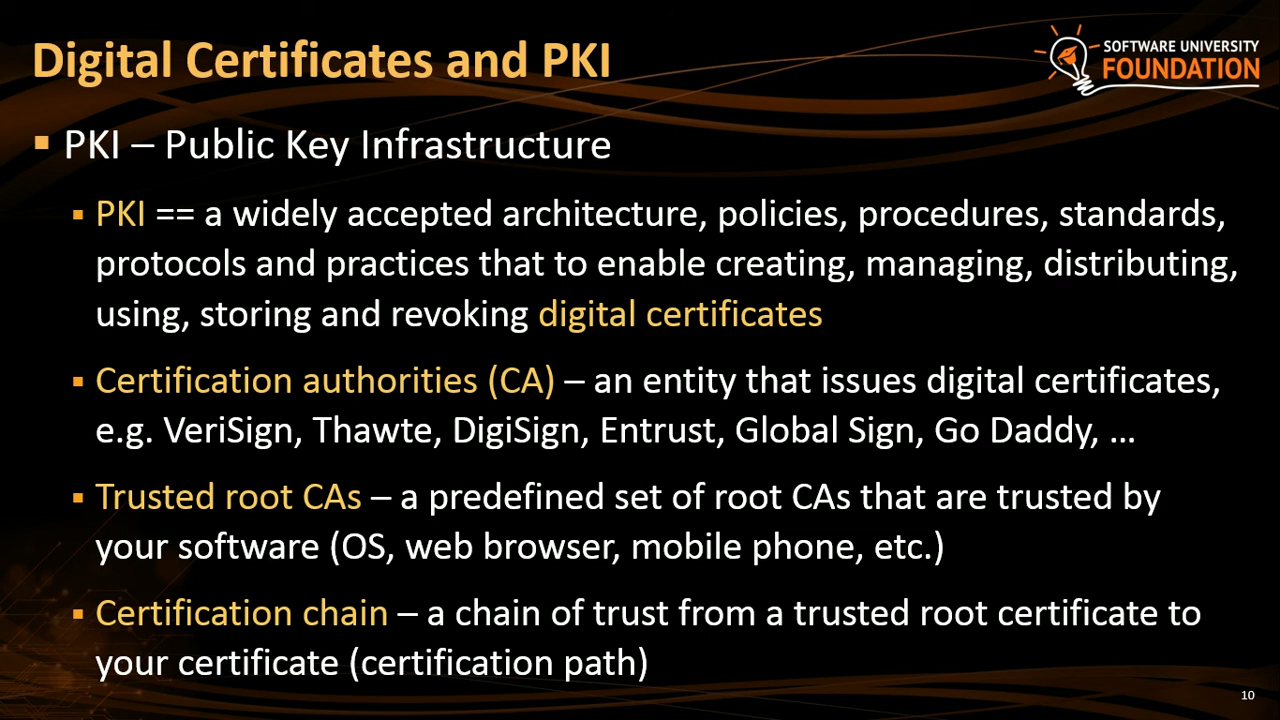 Digital Certificates and PKI
SOFTWARE UNIVERSITY
FOUNDATION
▪ PKI – Public Key Infrastructure
▪ PKI == a widely accepted architecture, policies, procedures, standards,
protocols and practices that to enable creating, managing, distributing,
using, storing and revoking digital certificates
▪ Certification authorities (CA) – an entity that issues digital certificates,
e.g. VeriSign, Thawte, DigiSign, Entrust, Global Sign, Go Daddy, …
▪ Trusted root CAs – a predefined set of root CAs that are trusted by
your software (OS, web browser, mobile phone, etc.)
▪ Certification chain – a chain of trust from a trusted root certificate to
your certificate (certification path)
10